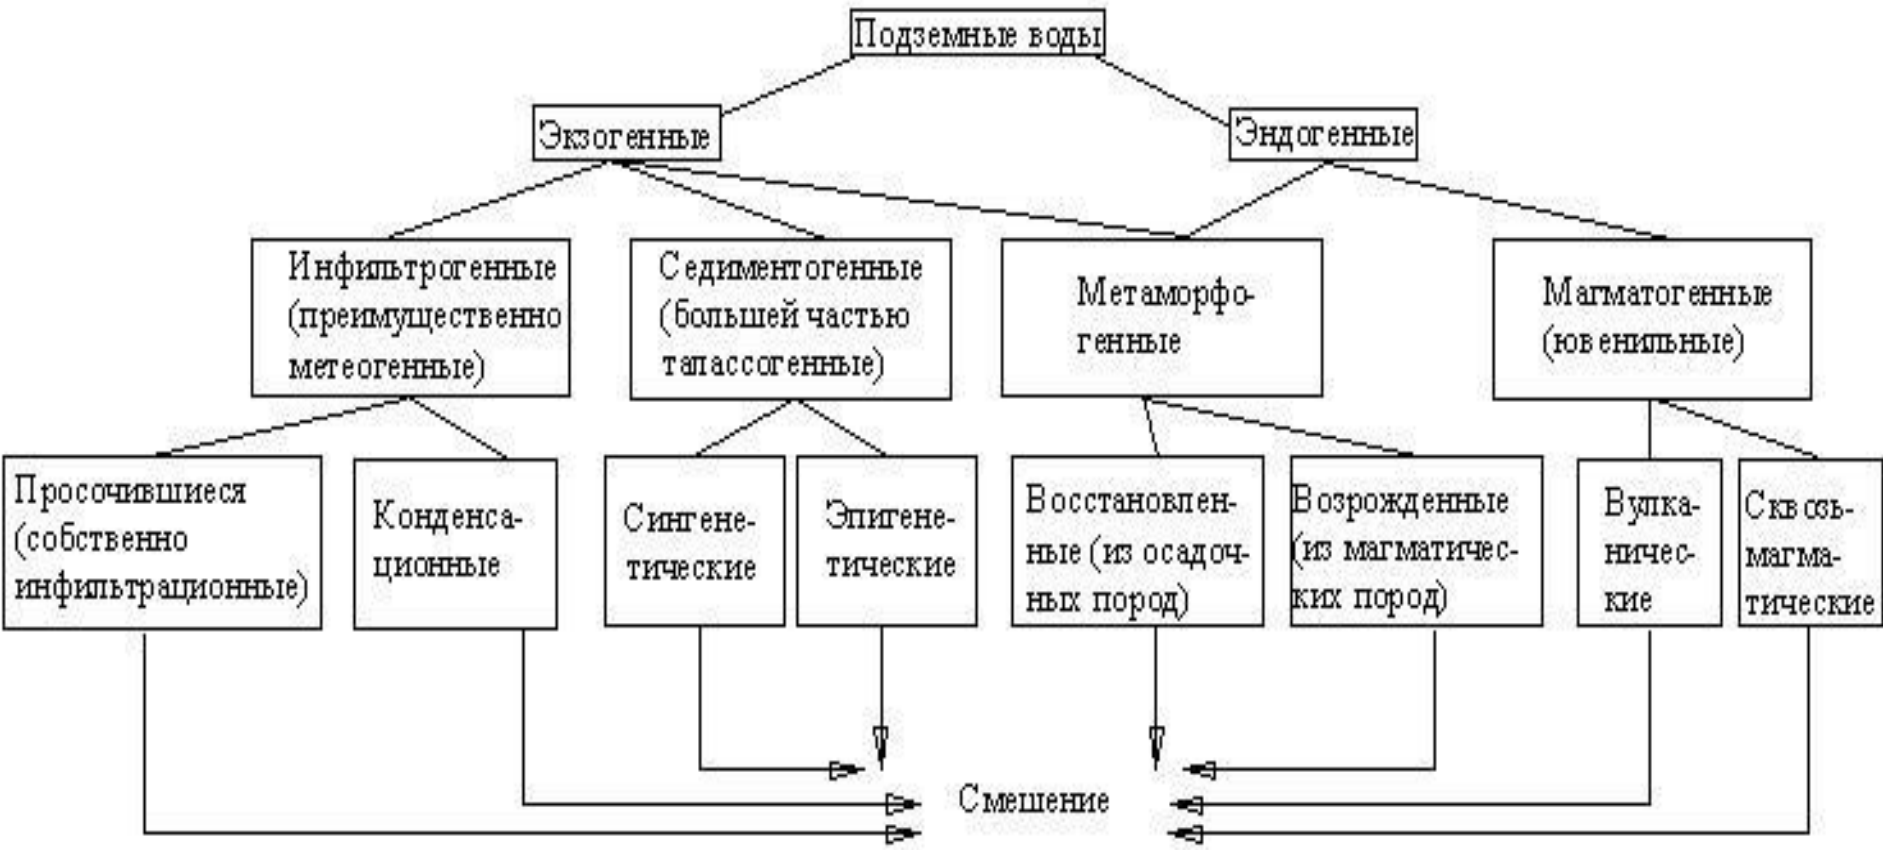 Подземные воды
Экзогенные
Эндогенные
Инфильтрогенные
(преимущественно
метеогенные)
Седиментогенные
(большей частью
талассогенные)
Метаморфо-
генные
Магматогенные
(ювенильные)
Просочившиеся
(собственно
инфильтрационные)
Конденса-
ционные
Сингене-
тические
Эпигене-
тические
Восстановлен-
ные (из осадоч-
ных пород)
Возрожденные
(из магматичес-
ких пород)
Вулка-
ничес-
кие
Сквозь-
магма-
тические
Смешение